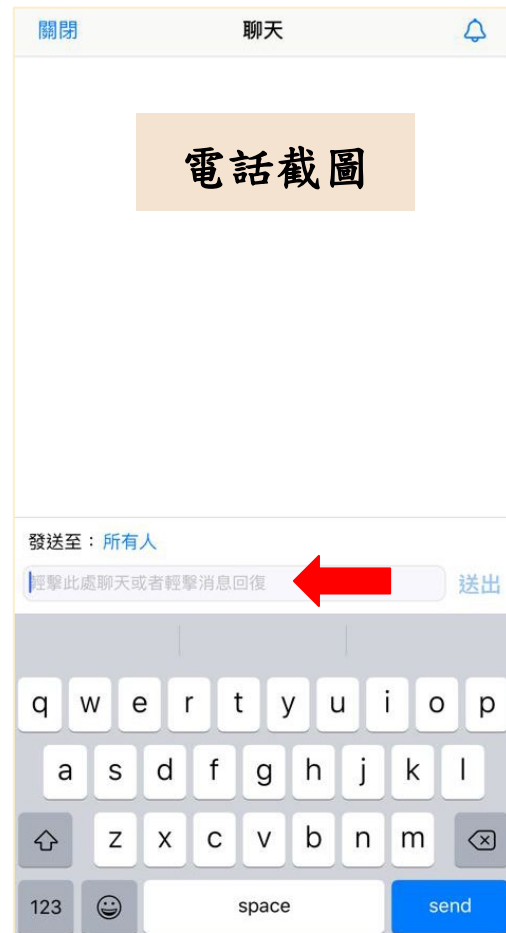 關閉 聊天
電話截圖
發送至：所有人
輕擊此處聊天或者輕擊消息回復 送出
q w e r t y u i o p
a s d f g h j k l
z x c v b n m
123 space send